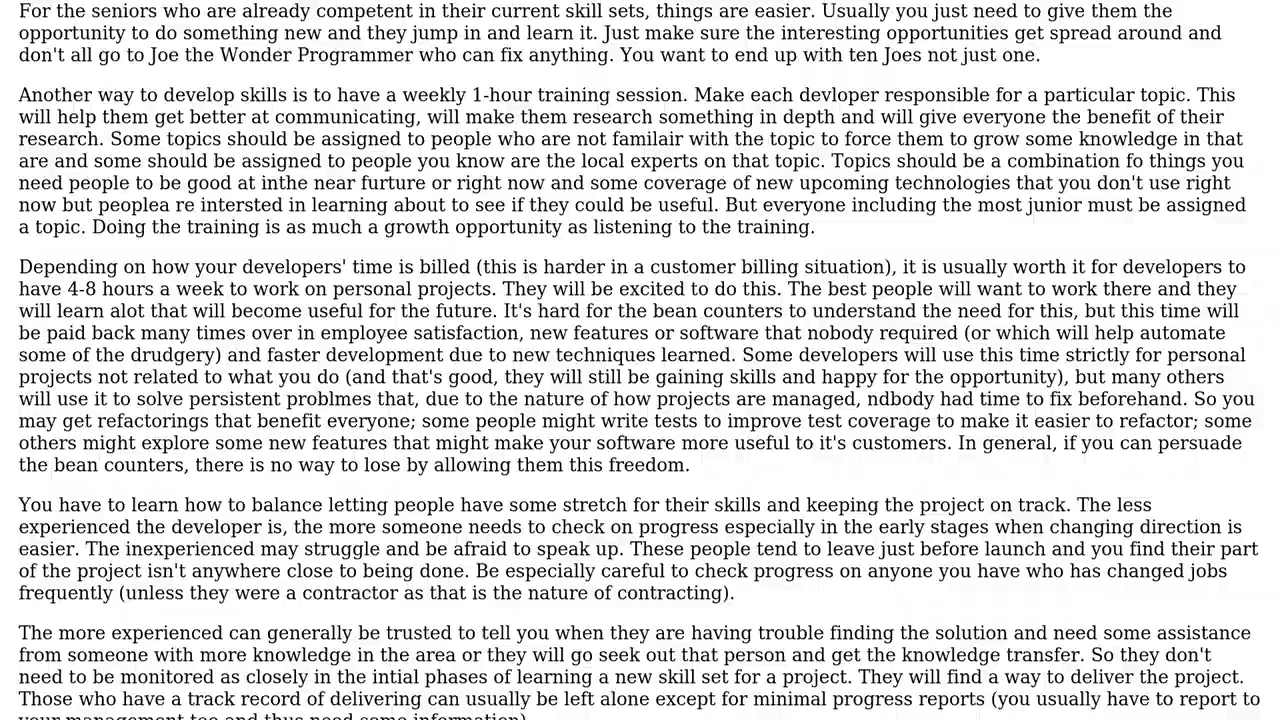 For the seniors who are already competent in their current skill sets, things are easier. Usually you just need to give them the
opportunity to do something new and they jump in and learn it. Just make sure the interesting opportunities get spread around and
don't all go to Joe the Wonder Programmer who can fix anything. You want to end up with ten Joes not just one.
Another way to develop skills is to have a weekly 1-hour training session. Make each devloper responsible for a particular topic. This
will help them get better at communicating, will make them research something in depth and will give everyone the benefit of their
research. Some topics should be assigned to people who are not familair with the topic to force them to grow some knowledge in that
are and some should be assigned to people you know are the local experts on that topic. Topics should be a combination fo things you
need people to be good at inthe near furture or right now and some coverage of new upcoming technologies that you don't use right
now but peoplea re intersted in learning about to see if they could be useful. But everyone including the most junior must be assigned
a topic. Doing the training is as much a growth opportunity as listening to the training.
Depending on how your developers' time is billed (this is harder in a customer billing situation), it is usually worth it for developers to
have 4-8 hours a week to work on personal projects. They will be excited to do this. The best people will want to work there and they
will learn alot that will become useful for the future. It's hard for the bean counters to understand the need for this, but this time will
be paid back many times over in employee satisfaction, new features or software that nobody required (or which will help automate
some of the drudgery) and faster development due to new techniques learned. Some developers will use this time strictly for personal
projects not related to what you do (and that's good, they will still be gaining skills and happy for the opportunity), but many others
will use it to solve persistent problmes that, due to the nature of how projects are managed, ndbody had time to fix beforehand. So you
may get refactorings that benefit everyone; some people might write tests to improve test coverage to make it easier to refactor; some
others might explore some new features that might make your software more useful to it's customers. In general, if you can persuade
the bean counters, there is no way to lose by allowing them this freedom.
You have to learn how to balance letting people have some stretch for their skills and keeping the project on track. The less
experienced the developer is, the more someone needs to check on progress especially in the early stages when changing direction is
easier. The inexperienced may struggle and be afraid to speak up. These people tend to leave just before launch and you find their part
of the project isn't anywhere close to being done. Be especially careful to check progress on anyone you have who has changed jobs
frequently (unless they were a contractor as that is the nature of contracting).
The more experienced can generally be trusted to tell you when they are having trouble finding the solution and need some assistance
from someone with more knowledge in the area or they will go seek out that person and get the knowledge transfer. So they don't
need to be monitored as closely in the intial phases of learning a new skill set for a project. They will find a way to deliver the project.
Those who have a track record of delivering can usually be left alone except for minimal progress reports (you usually have to report to
your management too and thus need some information)